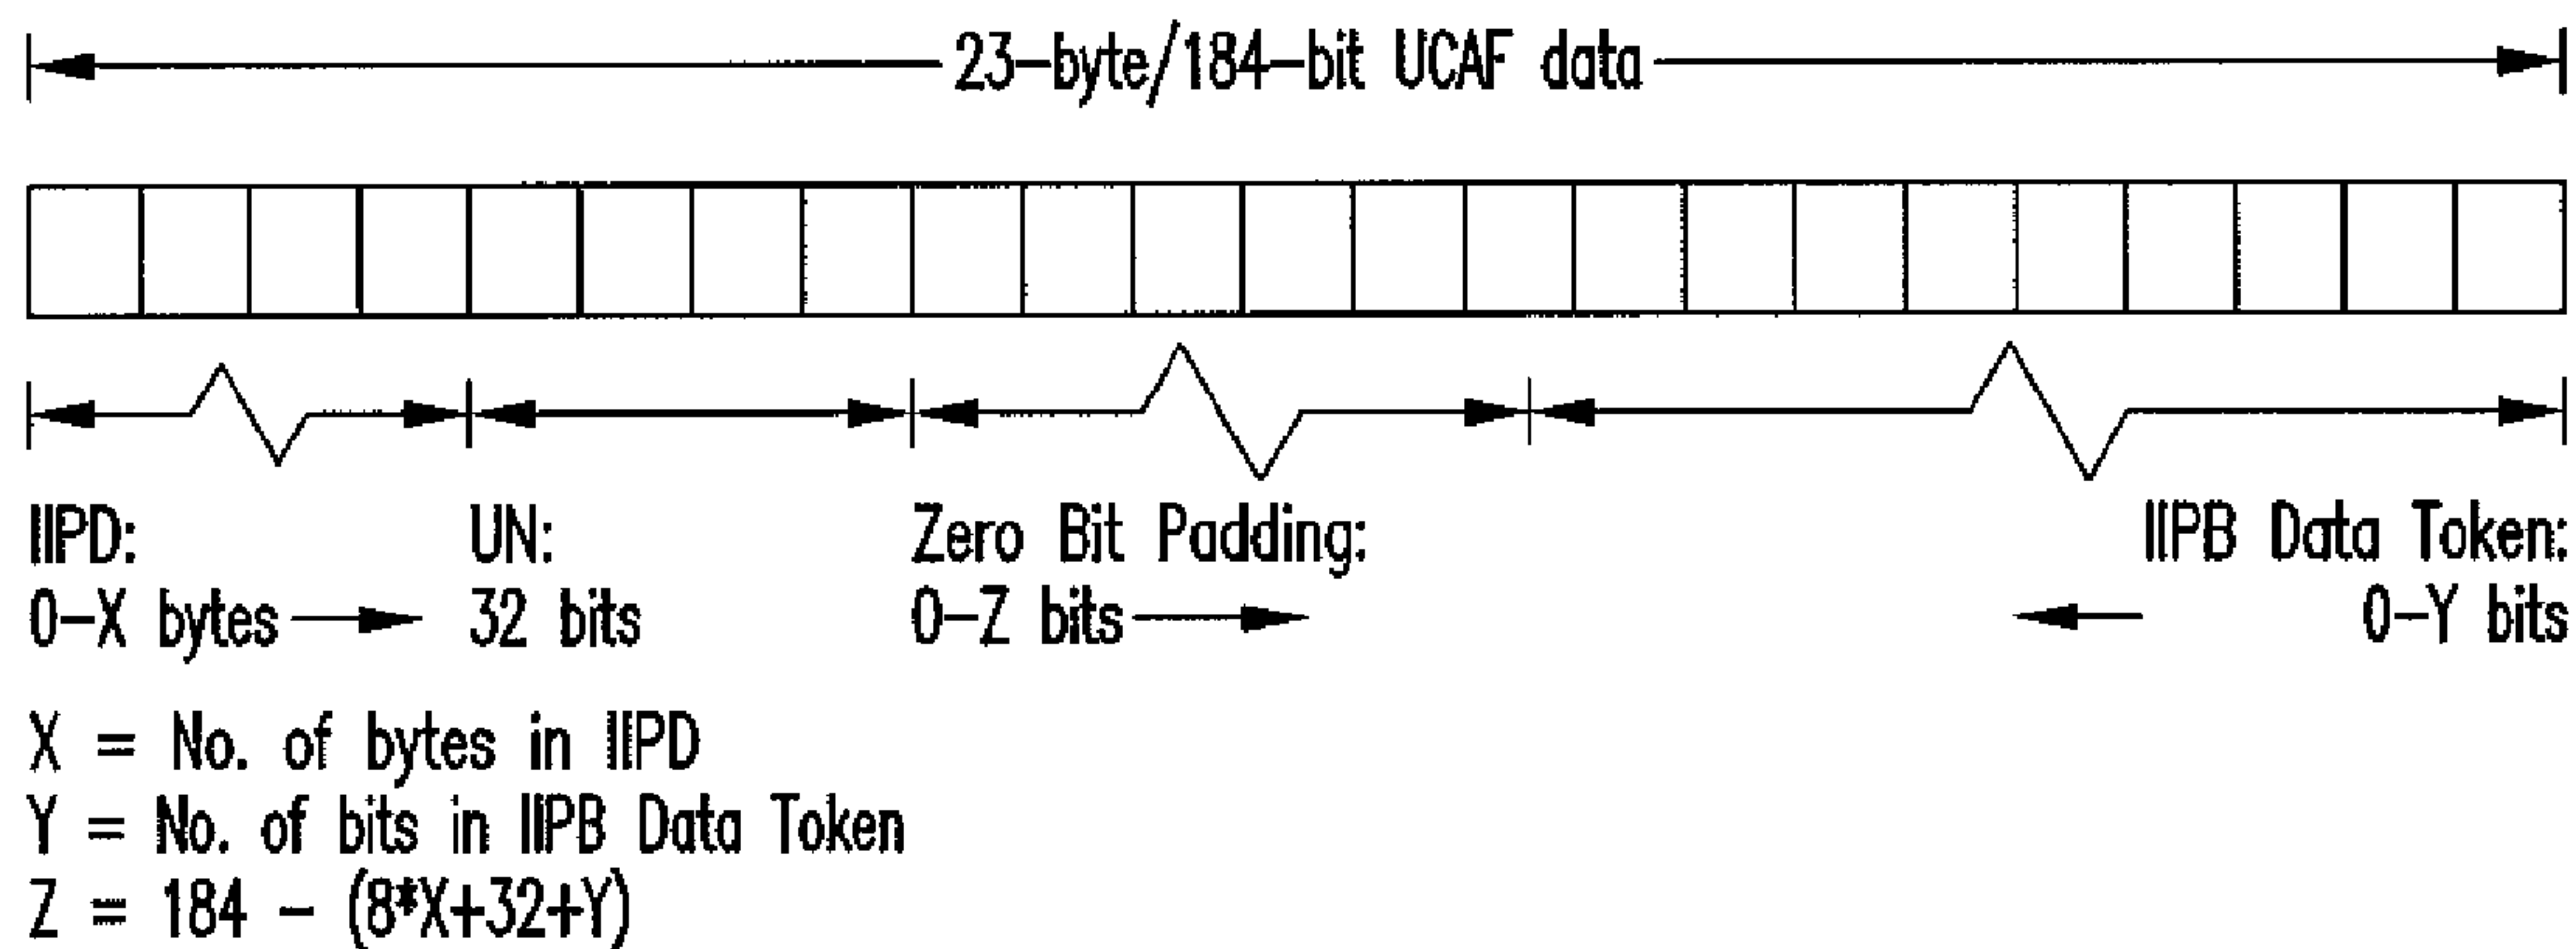 23-byte/184-bit UCAF data
IIPD: UN: Zero Bit Padding: IIPB Data Token:
0-X bytes 32 bits 0-Z bits 0-Y bits
X = No. of bytes in IIPD
Y = No. of bits in IIPB Data Token
Z = 184 - (8*X+32+Y)